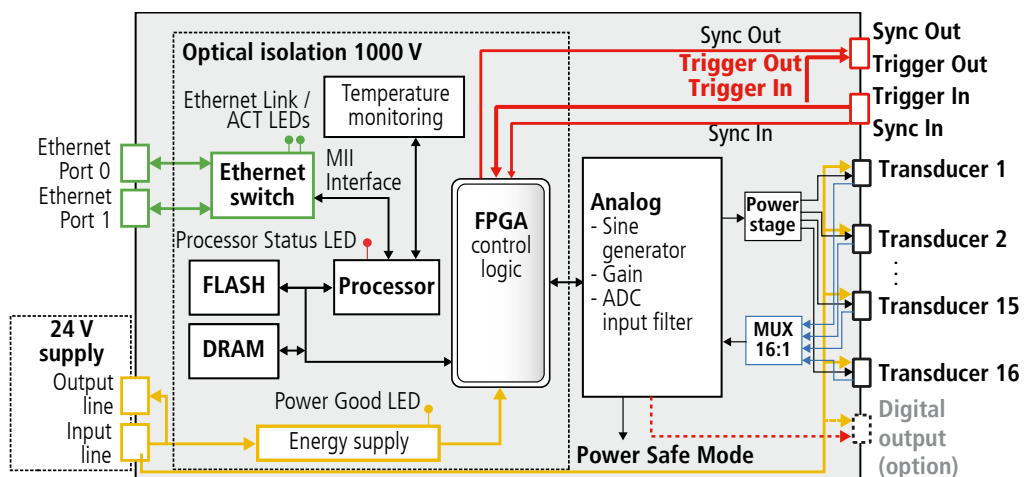 Optical isolation 1000 V
Sync Out
Trigger Out
Trigger In
Sync In
Sync Out
Trigger Out
Trigger In
Sync In
Ethernet Link /
ACT LEDs
Temperature
monitoring
Ethernet
Port 0
Ethernet
Port 1
Ethernet
switch
MII
Interface
Processor Status LED
FLASH
DRAM
Processor
FPGA
control
logic
Analog
- Sine
generator
- Gain
- ADC
input filter
Power
stage
MUX
16:1
Transducer 1
Transducer 2
⋮
Transducer 15
Transducer 16
Digital
output
(option)
24 V
supply
Output
line
Input
line
Power Good LED
Energy supply
Power Safe Mode